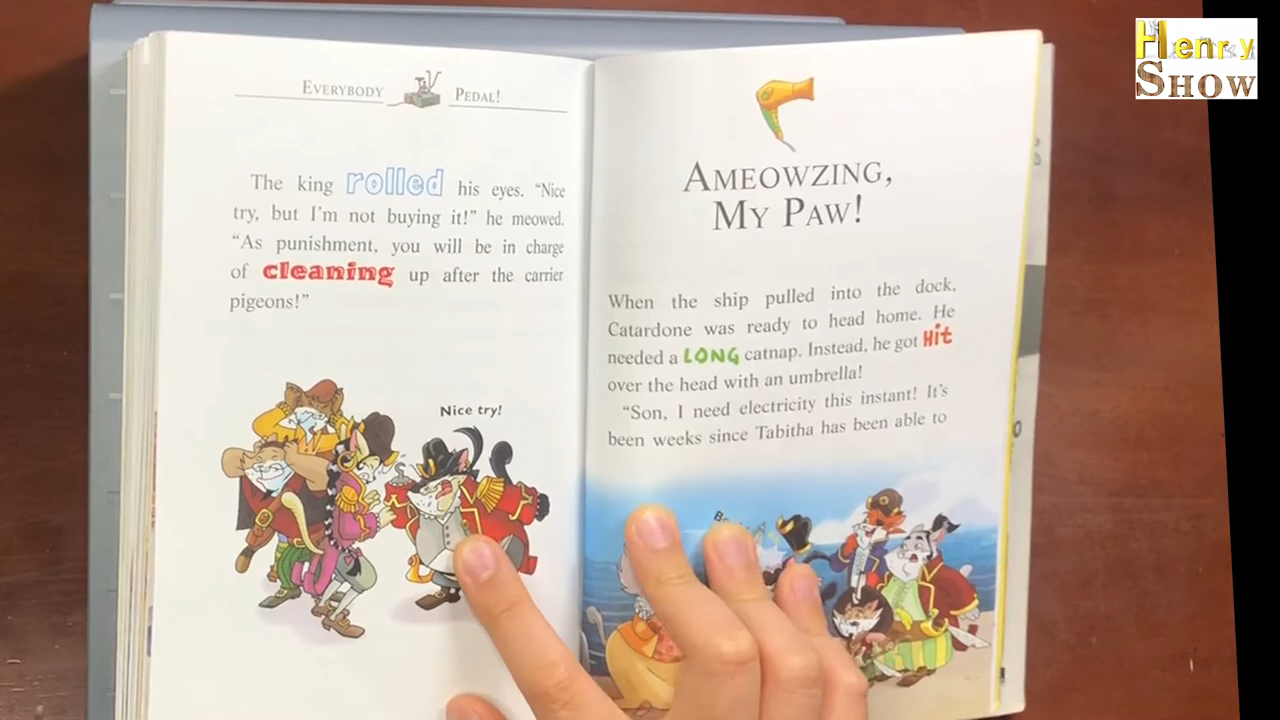 Henry
SHOW
EVERYBODY PEDAL!
The king rolled his eyes. “Nice
try, but I’m not buying it!” he meowed.
“As punishment, you will be in charge
of cleaning up after the carrier
pigeons!”
Nice try!
AMEOWZING,
MY PAW!
When the ship pulled into the dock,
Catardone was ready to head home. He
needed a LONG catnap. Instead, he got Hit
over the head with an umbrella!
“Son, I need electricity this instant! It’s
been weeks since Tabitha has been able to